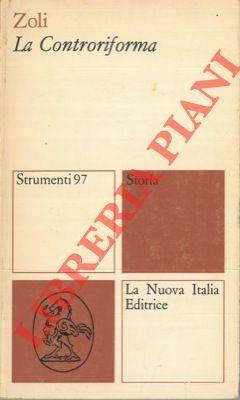 Zoli
La Controriforma
Strumenti 97
Storia
La Nuova Italia
Editrice
LIBRERIA PIANI